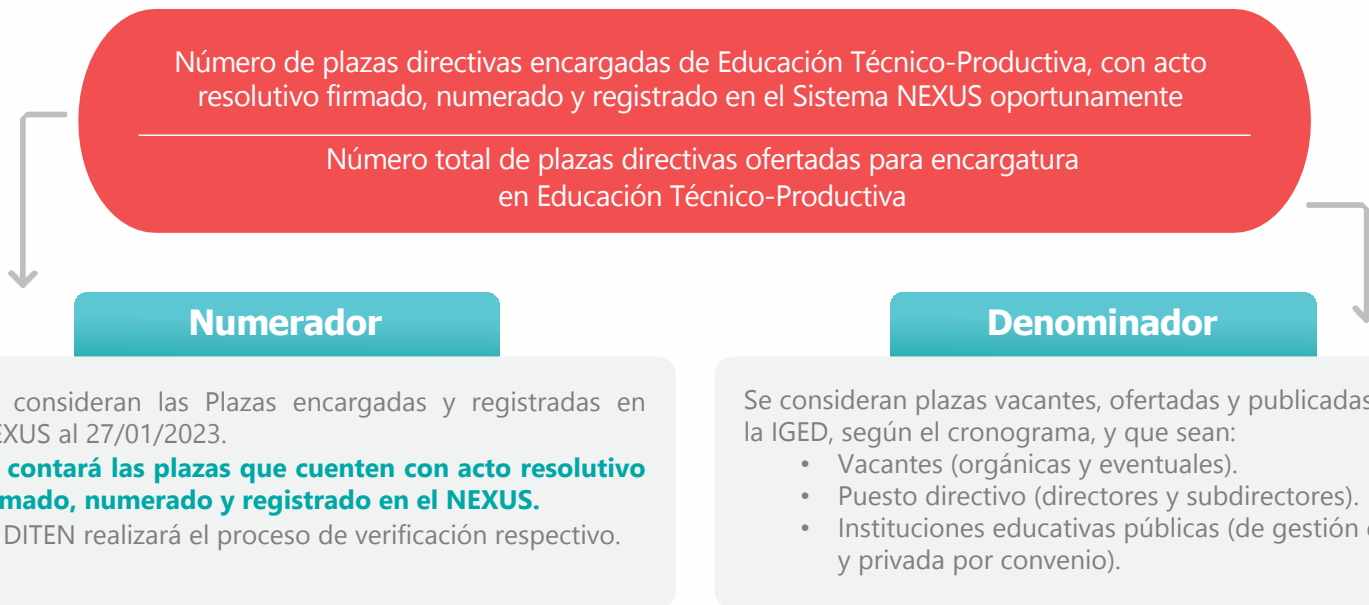 Número de plazas directivas encargadas de Educación Técnico-Productiva, con acto
resolutivo firmado, numerado y registrado en el Sistema NEXUS oportunamente
Número total de plazas directivas ofertadas para encargatura
en Educación Técnico-Productiva
Numerador
consideran las Plazas encargadas y registradas en
EXUS al 27/01/2023.
contará las plazas que cuenten con acto resolutivo
mado, numerado y registrado en el NEXUS.
DITEN realizará el proceso de verificación respectivo.
Denominador
Se consideran plazas vacantes, ofertadas y publicadas
la IGED, según el cronograma, y que sean:
• Vacantes (orgánicas y eventuales).
• Puesto directivo (directores y subdirectores).
• Instituciones educativas públicas (de gestión
y privada por convenio).